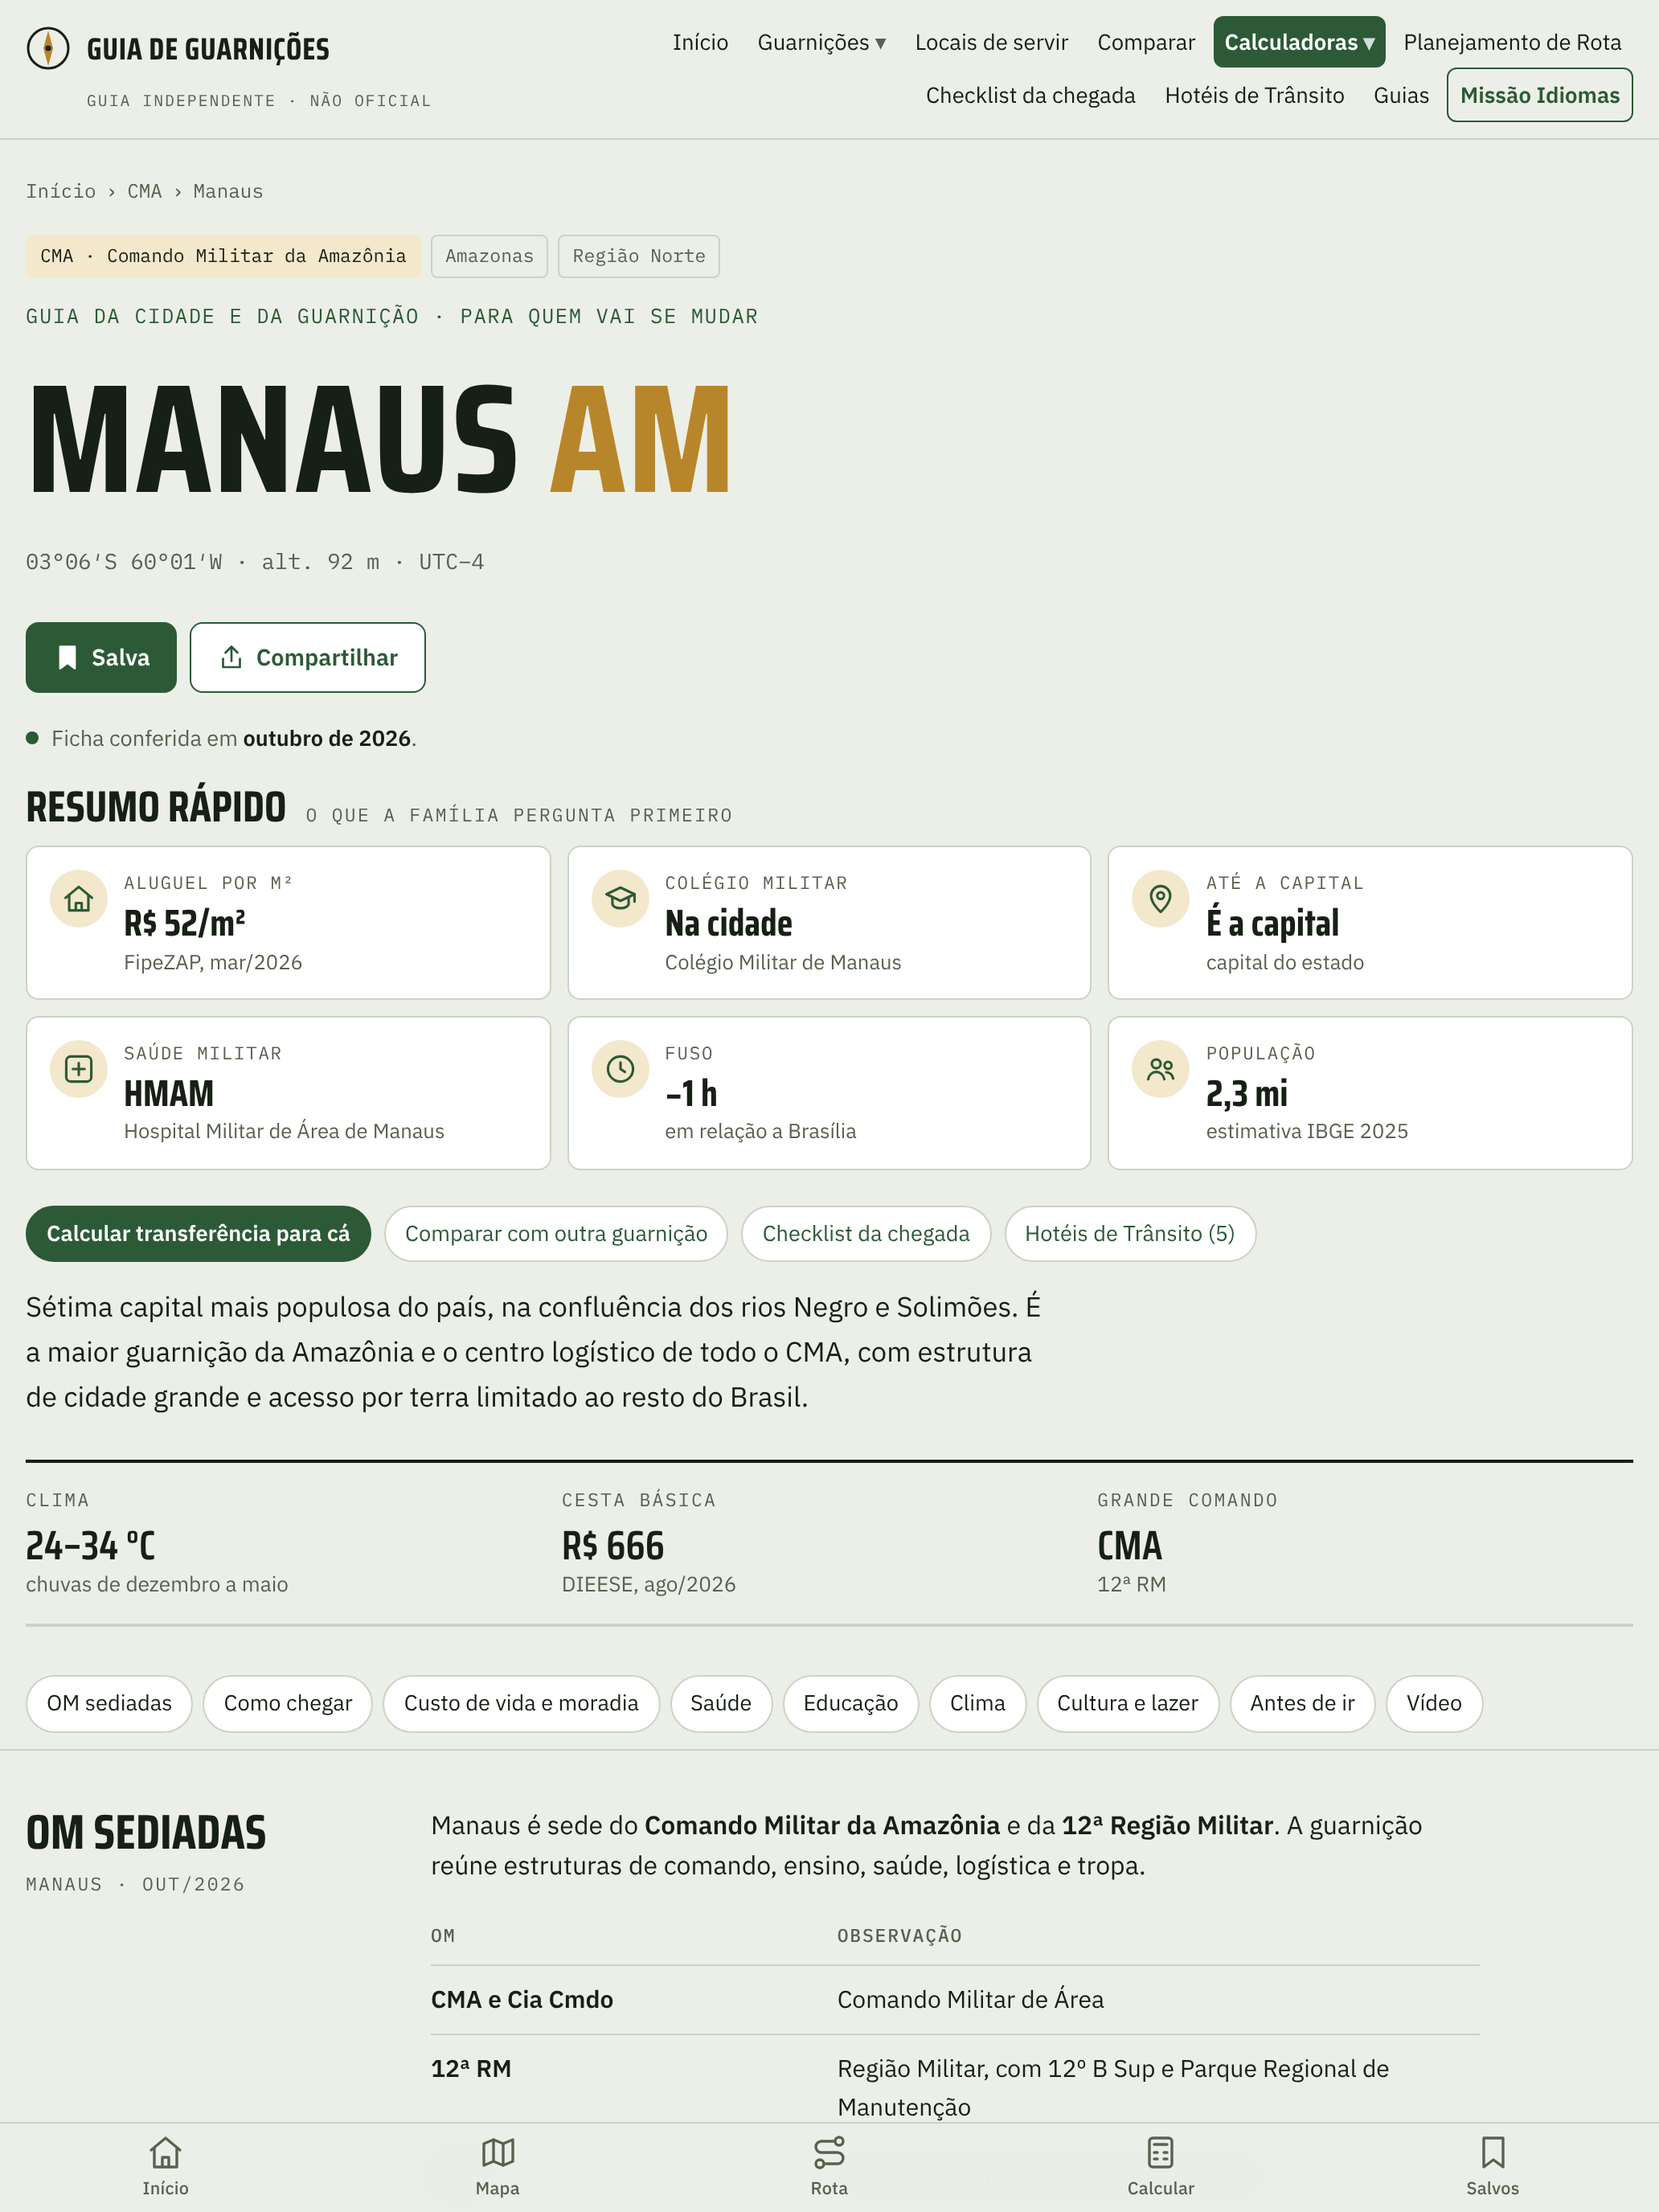 GUIA DE GUARNIÇÕES
GUIA INDEPENDENTE · NÃO OFICIAL
Início Guarnições ▾ Locais de servir Comparar Calculadoras ▾ Planejamento de Rota
Checklist da chegada Hotéis de Trânsito Guias Missão Idiomas
Início › CMA › Manaus
CMA · Comando Militar da Amazônia Amazonas Região Norte
GUIA DA CIDADE E DA GUARNIÇÃO · PARA QUEM VAI SE MUDAR
MANAUS AM
03°06′S 60°01′W · alt. 92 m · UTC−4
Salva Compartilhar
Ficha conferida em outubro de 2026.
RESUMO RÁPIDO O QUE A FAMÍLIA PERGUNTA PRIMEIRO
ALUGUEL POR M²
R$ 52/m²
FipeZAP, mar/2026
COLÉGIO MILITAR
Na cidade
Colégio Militar de Manaus
ATÉ A CAPITAL
É a capital
capital do estado
SAÚDE MILITAR
HMAM
Hospital Militar de Área de Manaus
FUSO
−1 h
em relação a Brasília
POPULAÇÃO
2,3 mi
estimativa IBGE 2025
Calcular transferência para cá Comparar com outra guarnição Checklist da chegada Hotéis de Trânsito (5)
Sétima capital mais populosa do país, na confluência dos rios Negro e Solimões. É
a maior guarnição da Amazônia e o centro logístico de todo o CMA, com estrutura
de cidade grande e acesso por terra limitado ao resto do Brasil.
CLIMA
24–34 °C
chuvas de dezembro a maio
CESTA BÁSICA
R$ 666
DIEESE, ago/2026
GRANDE COMANDO
CMA
12ª RM
OM sediadas Como chegar Custo de vida e moradia Saúde Educação Clima Cultura e lazer Antes de ir Vídeo
OM SEDIADAS
MANAUS · OUT/2026
Manaus é sede do Comando Militar da Amazônia e da 12ª Região Militar. A guarnição
reúne estruturas de comando, ensino, saúde, logística e tropa.
OM OBSERVAÇÃO
CMA e Cia Cmdo Comando Militar de Área
12ª RM Região Militar, com 12º B Sup e Parque Regional de
Manutenção
Início Mapa Rota Calcular Salvos